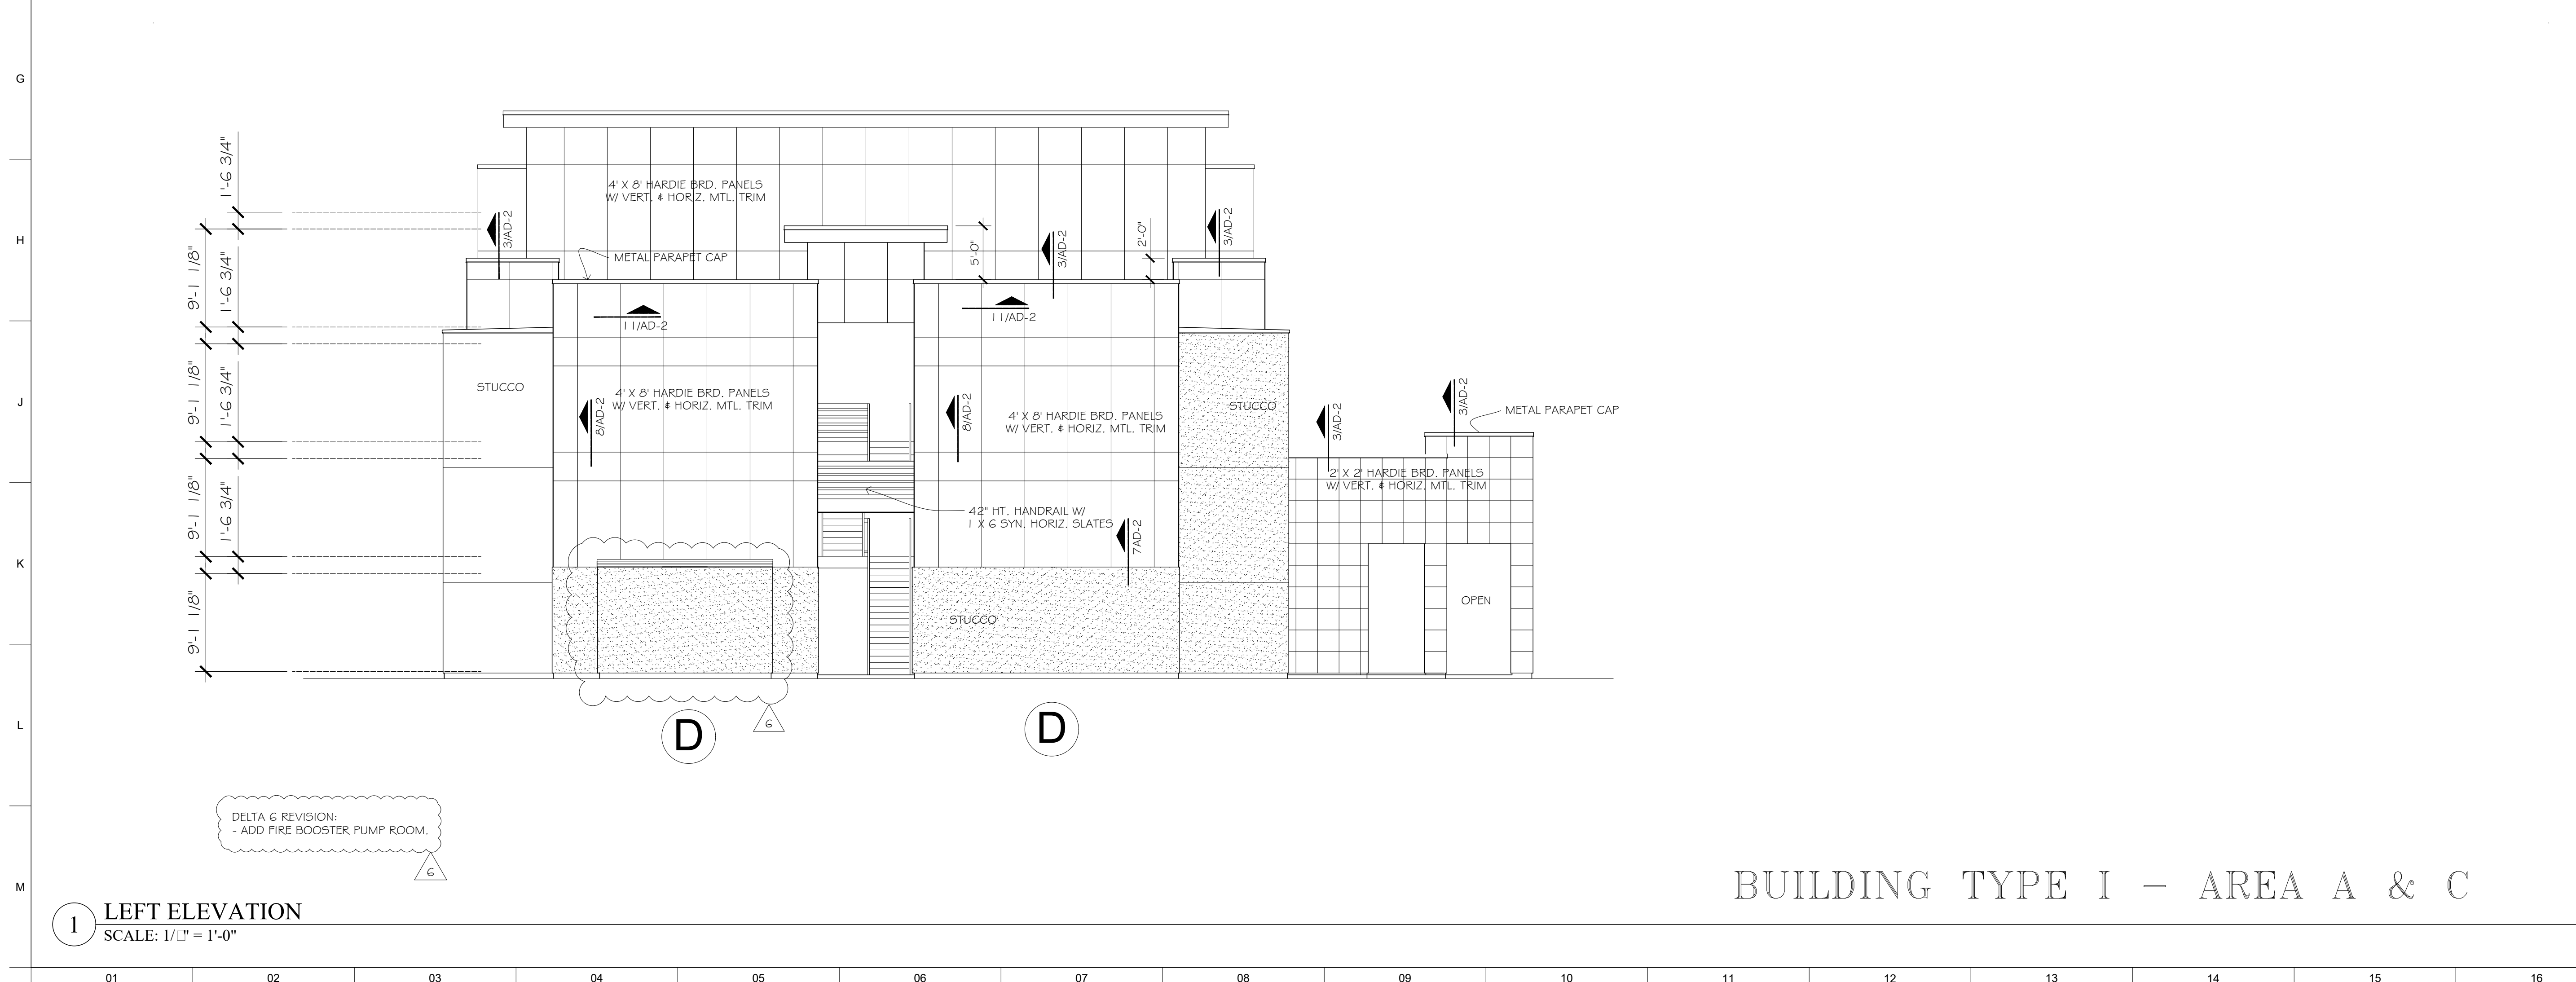 G
H
J
K
L
M
1'-6 3/4"
9'-1 1/8"
1'-6 3/4"
9'-1 1/8"
1'-6 3/4"
9'-1 1/8"
1'-6 3/4"
9'-1 1/8"
4' X 8' HARDIE BRD. PANELS
W/ VERT. & HORIZ. MTL. TRIM
3/AD-2
METAL PARAPET CAP
5'-0"
3/AD-2
2'-0"
3/AD-2
11/AD-2
11/AD-2
STUCCO
4' X 8' HARDIE BRD. PANELS
W/ VERT. & HORIZ. MTL. TRIM
8/AD-2
8/AD-2
4' X 8' HARDIE BRD. PANELS
W/ VERT. & HORIZ. MTL. TRIM
STUCCO
3/AD-2
3/AD-2
METAL PARAPET CAP
2' X 2' HARDIE BRD. PANELS
W/ VERT. & HORIZ. MTL. TRIM
42" HT. HANDRAIL W/
1 X 6 SYN. HORIZ. SLATES
7AD-2
OPEN
STUCCO
D
6
D
DELTA 6 REVISION:
- ADD FIRE BOOSTER PUMP ROOM.
6
BUILDING TYPE I - AREA A & C
1
LEFT ELEVATION
SCALE: 1/□" = 1'-0"
01 02 03 04 05 06 07 08 09 10 11 12 13 14 15 16